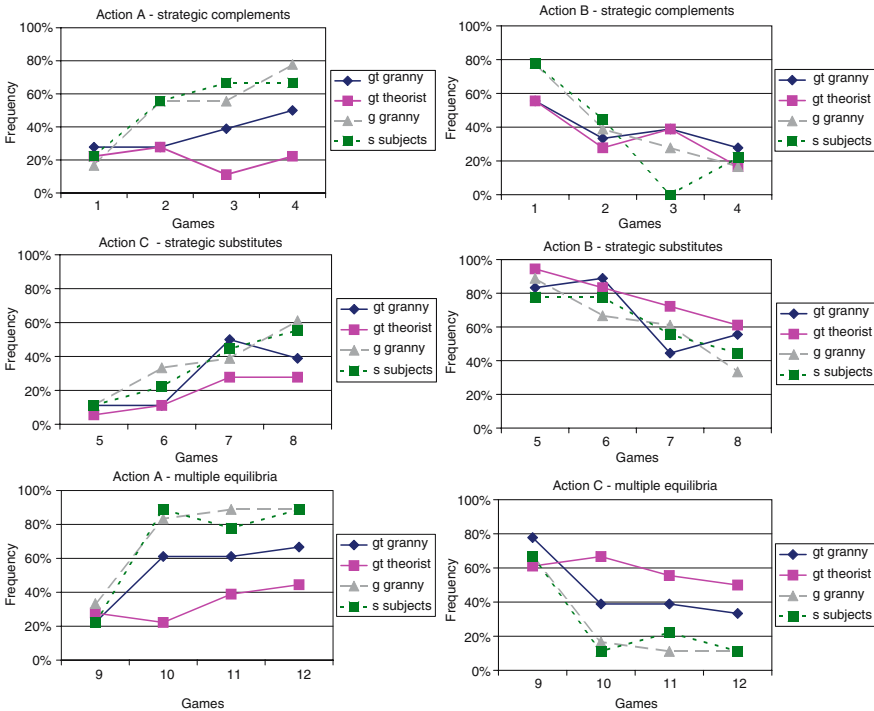 Action A - strategic complements
100%
80%
60%
40%
20%
0%
Frequency
1 2 3 4
Games
gt granny
gt theorist
g granny
s subjects
Action B - strategic complements
100%
80%
60%
40%
20%
0%
Frequency
1 2 3 4
Games
gt granny
gt theorist
g granny
s subjects
Action C - strategic substitutes
100%
80%
60%
40%
20%
0%
Frequency
5 6 7 8
Games
gt granny
gt theorist
g granny
s subjects
Action B - strategic substitutes
100%
80%
60%
40%
20%
0%
Frequency
5 6 7 8
Games
gt granny
gt theorist
g granny
s subjects
Action A - multiple equilibria
100%
80%
60%
40%
20%
0%
Frequency
9 10 11 12
Games
gt granny
gt theorist
g granny
s subjects
Action C - multiple equilibria
100%
80%
60%
40%
20%
0%
Frequency
9 10 11 12
Games
gt granny
gt theorist
g granny
s subjects